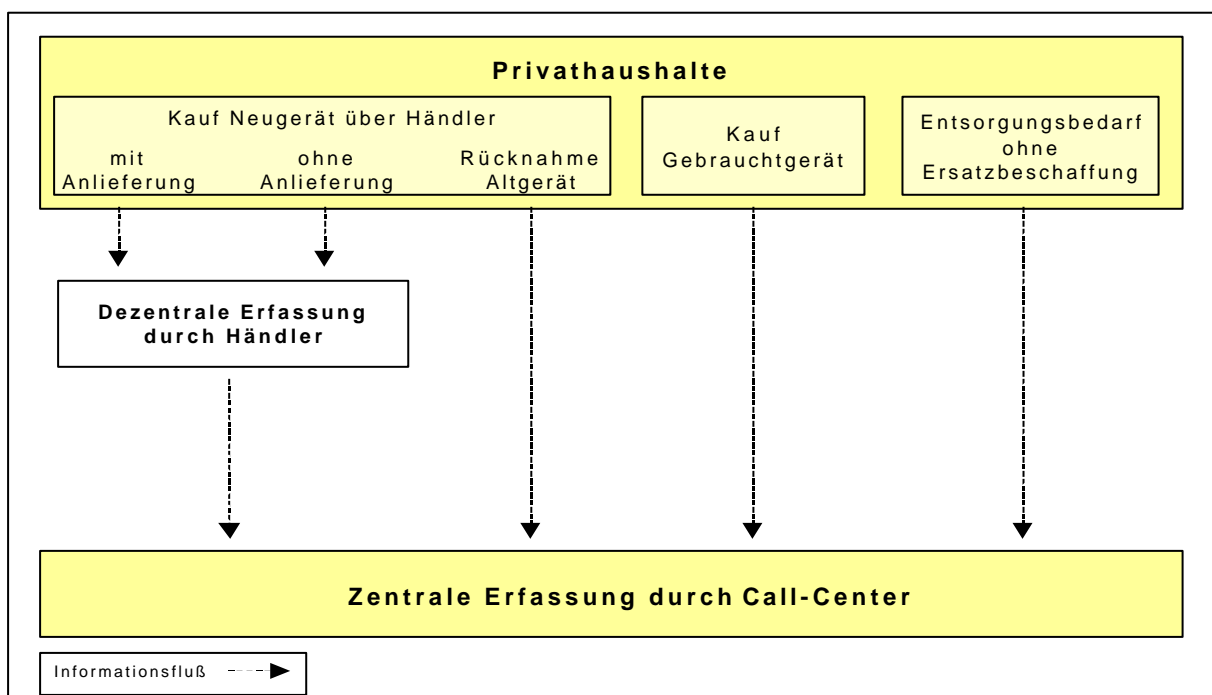 Privathaushalte
Kauf Neugerät über Händler
mit
Anlieferung
ohne
Anlieferung
Rücknahme
Altgerät
Kauf
Gebrauchtgerät
Entsorgungsbedarf
ohne
Ersatzbeschaffung
Dezentrale Erfassung
durch Händler
Zentrale Erfassung durch Call-Center
Informationsfluß